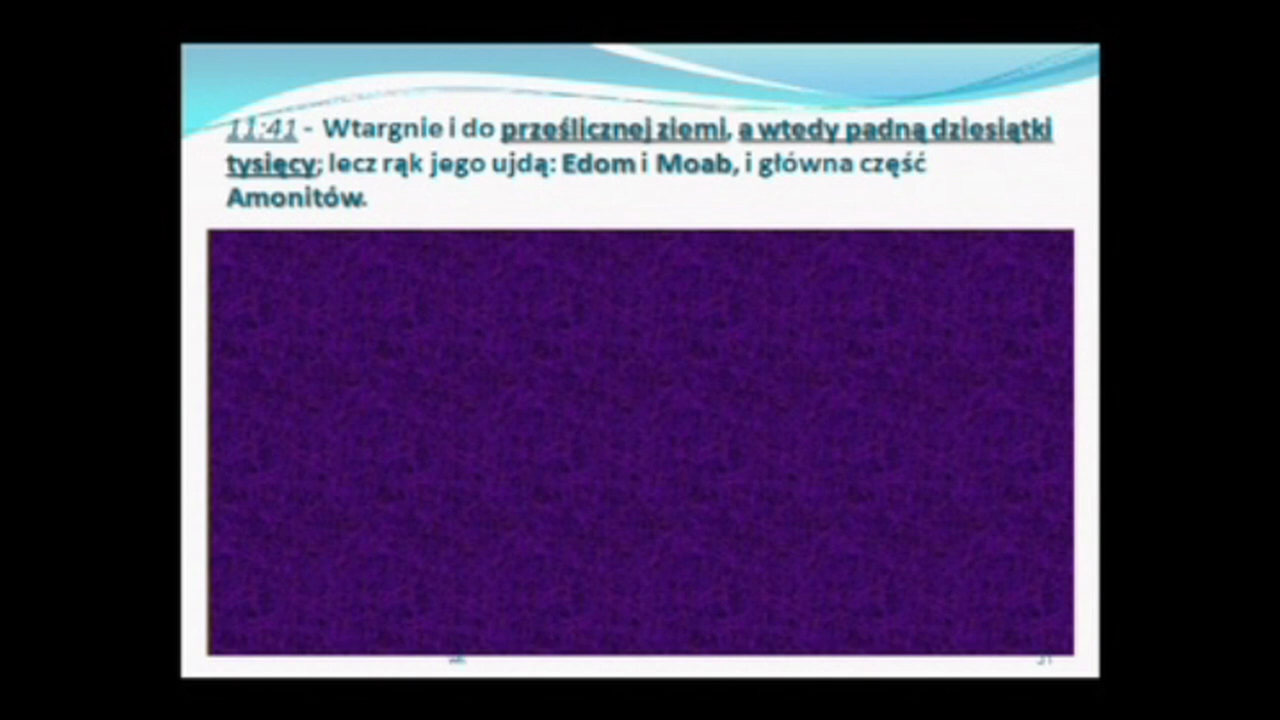 11:41 - Wtargnie i do prześlicznej ziemi, a wtedy padną dziesiątki
tysięcy; lecz rąk jego ujdą: Edom i Moab, i główna część
Amonitów.